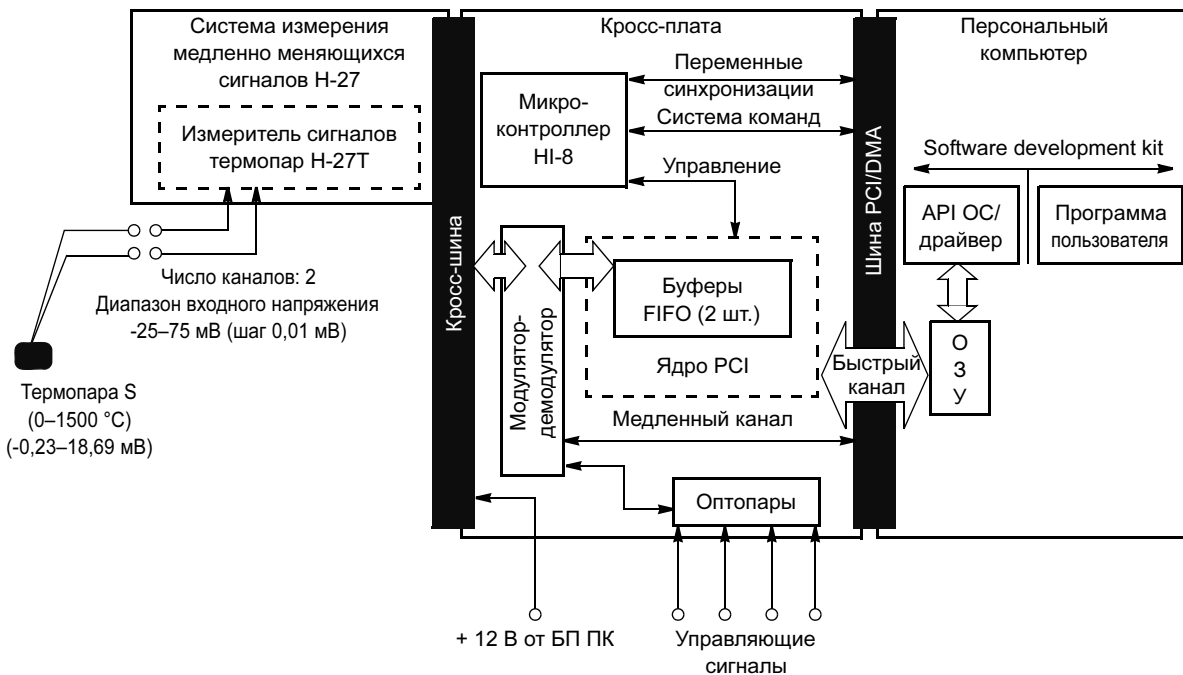 Система измерения
медленно меняющихся
сигналов Н-27
Измеритель сигналов
термопар Н-27Т
Число каналов: 2
Диапазон входного напряжения
-25–75 мВ (шаг 0,01 мВ)
Термопара S
(0–1500 °C)
(-0,23–18,69 мВ)
Кросс-шина
Кросс-плата
Микро-
контроллер
HI-8
Переменные
синхронизации
Система команд
Управление
Модулятор-
демодулятор
Буферы
FIFO (2 шт.)
Ядро PCI
Медленный канал
Оптопары
+ 12 В от БП ПК
Управляющие
сигналы
Шина PCI/DMA
Быстрый
канал
Персональный
компьютер
Software development kit
API ОС/
драйвер
Программа
пользователя
О
З
У